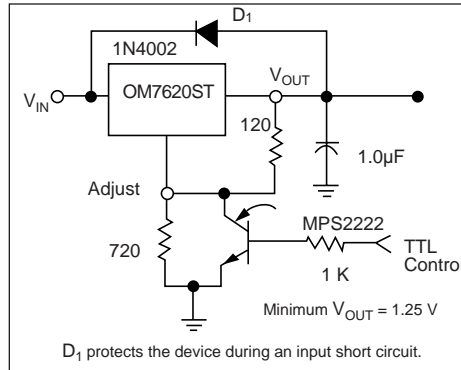 D1
1N4002
VIN
OM7620ST
VOUT
120
1.0µF
Adjust
720
MPS2222
1 K
TTL
Contro
Minimum VOUT = 1.25 V
D1 protects the device during an input short circuit.